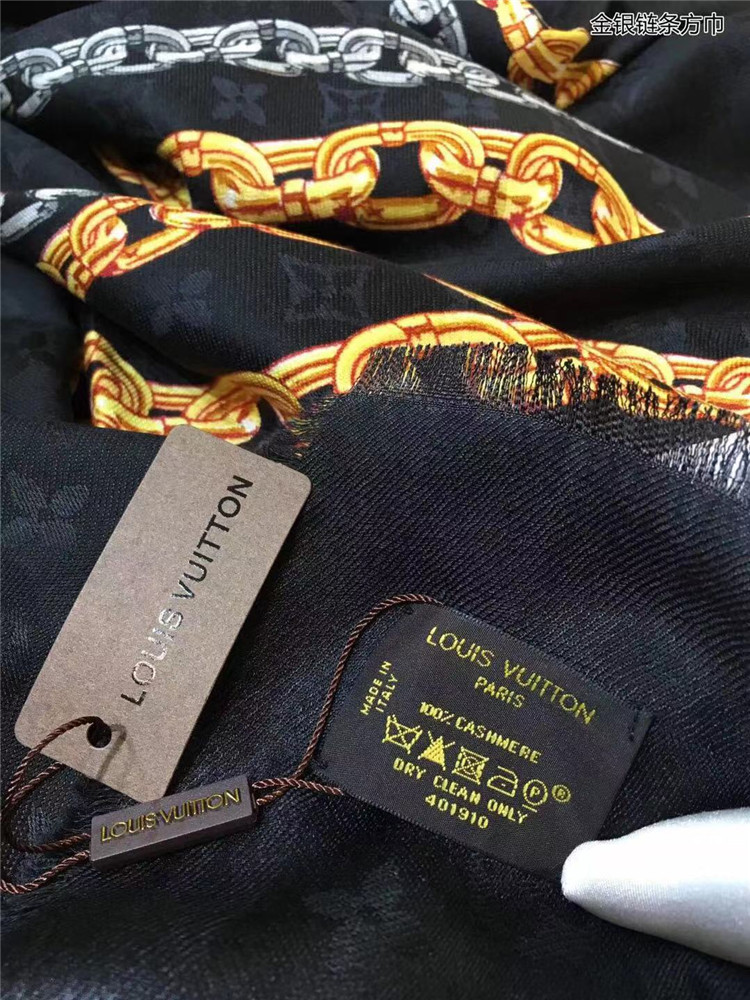 金银链条方巾
LOUIS VUITTON
LOUIS VUITTON
PARIS
MADE IN
ITALY
100% CASHMERE
P ®
DRY CLEAN ONLY
401910
LOUIS VUITTON